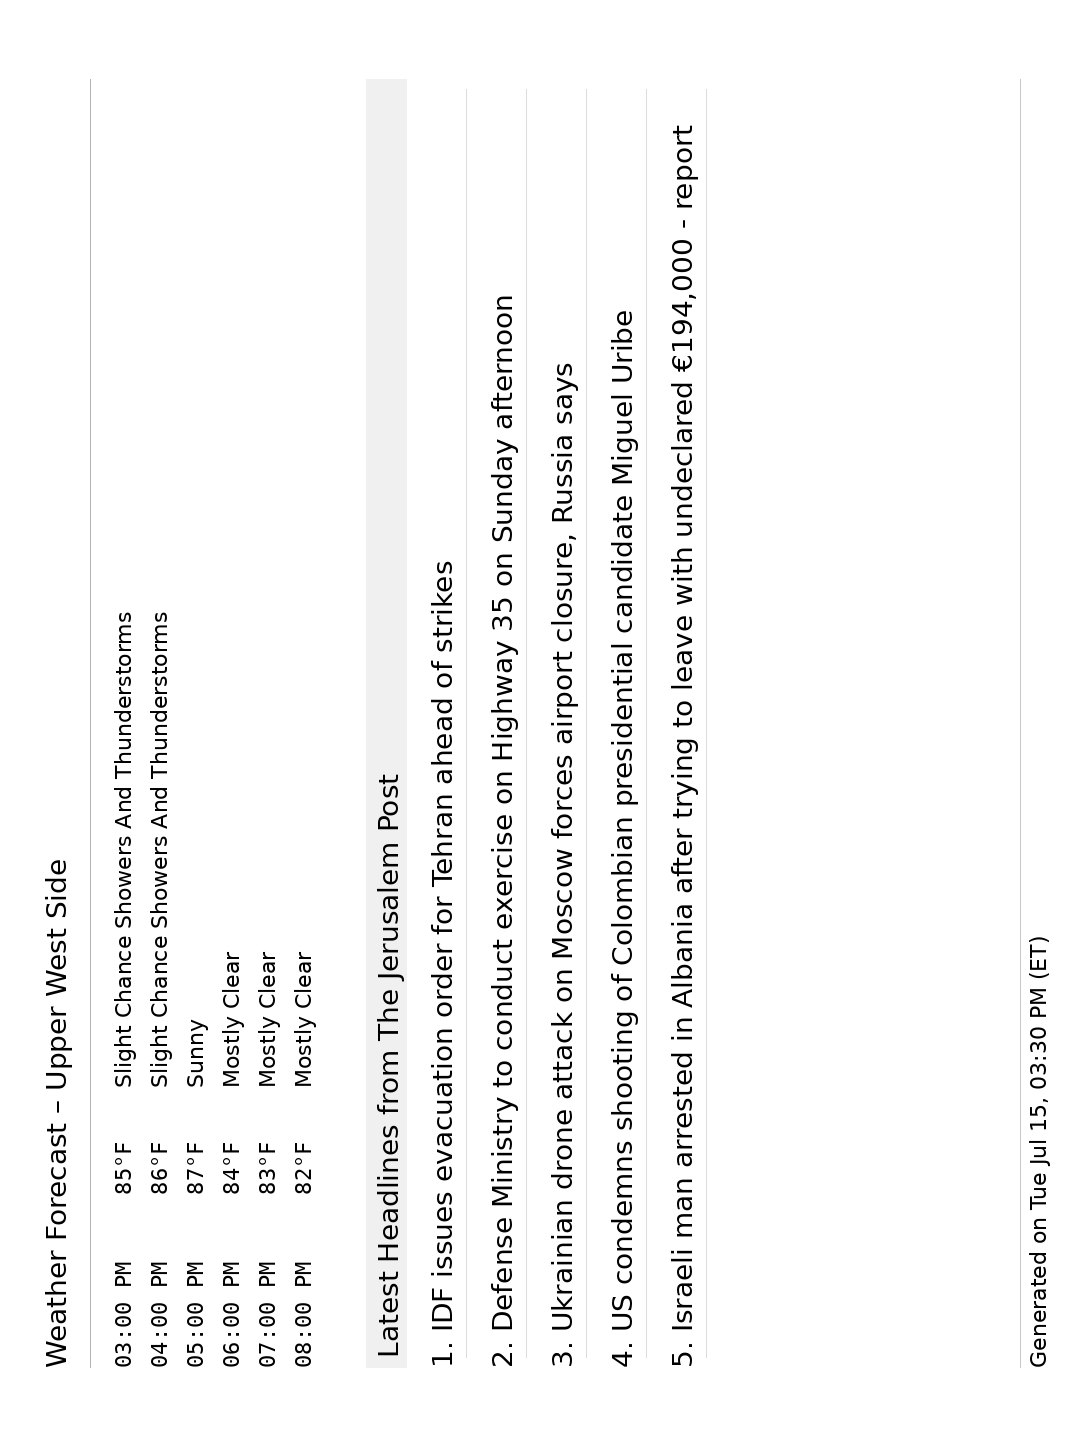 Weather Forecast – Upper West Side
03:00 PM 85°F Slight Chance Showers And Thunderstorms
04:00 PM 86°F Slight Chance Showers And Thunderstorms
05:00 PM 87°F Sunny
06:00 PM 84°F Mostly Clear
07:00 PM 83°F Mostly Clear
08:00 PM 82°F Mostly Clear
Latest Headlines from The Jerusalem Post
1. IDF issues evacuation order for Tehran ahead of strikes
2. Defense Ministry to conduct exercise on Highway 35 on Sunday afternoon
3. Ukrainian drone attack on Moscow forces airport closure, Russia says
4. US condemns shooting of Colombian presidential candidate Miguel Uribe
5. Israeli man arrested in Albania after trying to leave with undeclared €194,000 - report
Generated on Tue Jul 15, 03:30 PM (ET)